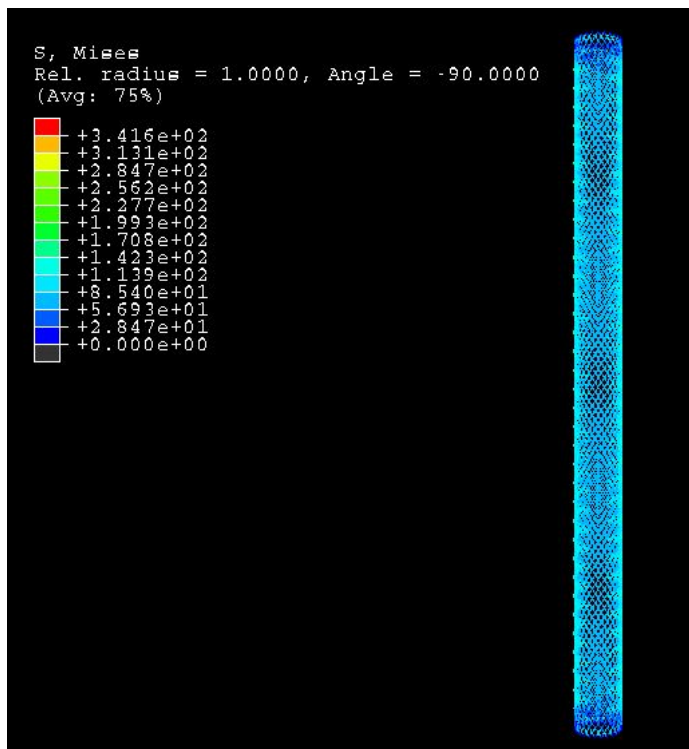 S, Mises
Rel. radius = 1.0000, Angle = -90.0000
(Avg: 75%)
+3.416e+02
+3.131e+02
+2.847e+02
+2.562e+02
+2.277e+02
+1.993e+02
+1.708e+02
+1.423e+02
+1.139e+02
+8.540e+01
+5.693e+01
+2.847e+01
+0.000e+00